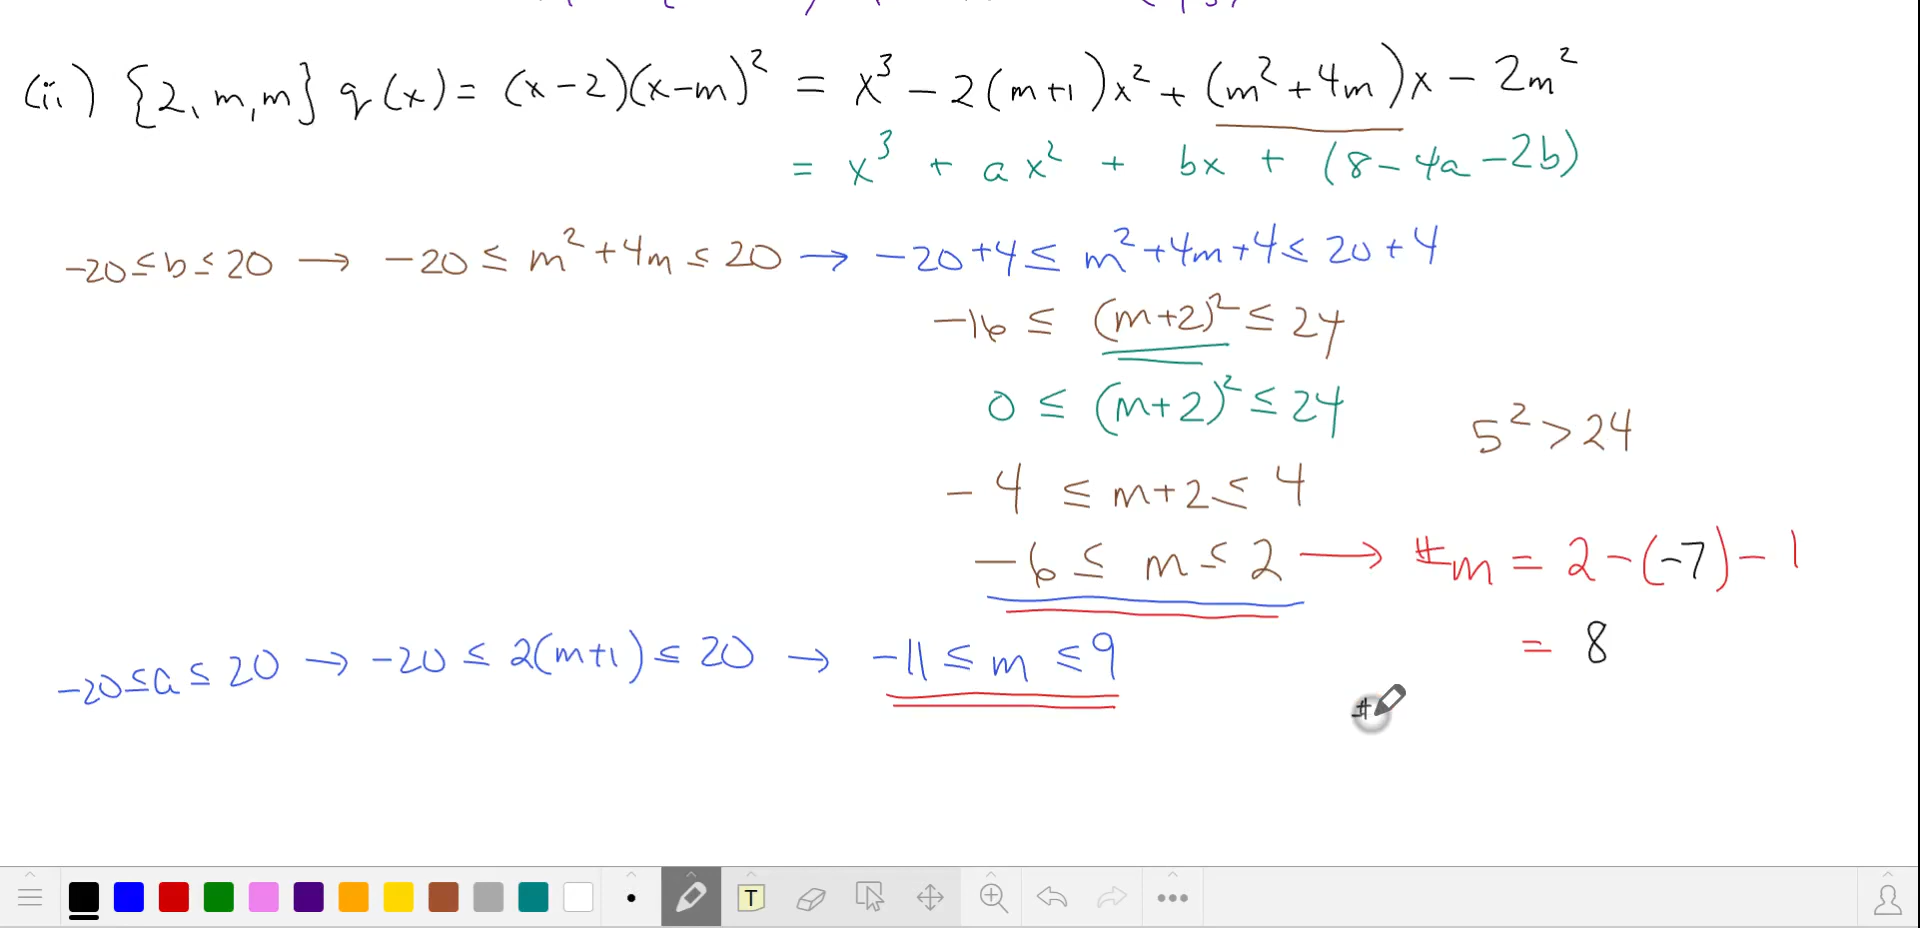 (ii) {2, m, m} q(x) = (x-2)(x-m)² = x³ - 2(m+1)x² + (m²+4m)x - 2m²
= x³ + ax² + bx + (8-4a-2b)
-20≤b≤20 → -20 ≤ m²+4m ≤ 20 → -20+4 ≤ m²+4m+4 ≤ 20+4
-16 ≤ (m+2)² ≤ 24
0 ≤ (m+2)² ≤ 24
5² > 24
-4 ≤ m+2 ≤ 4
-6 ≤ m ≤ 2 → #m = 2-(-7)-1
= 8
-20≤a≤20 → -20 ≤ 2(m+1) ≤ 20 → -11 ≤ m ≤ 9
#
T